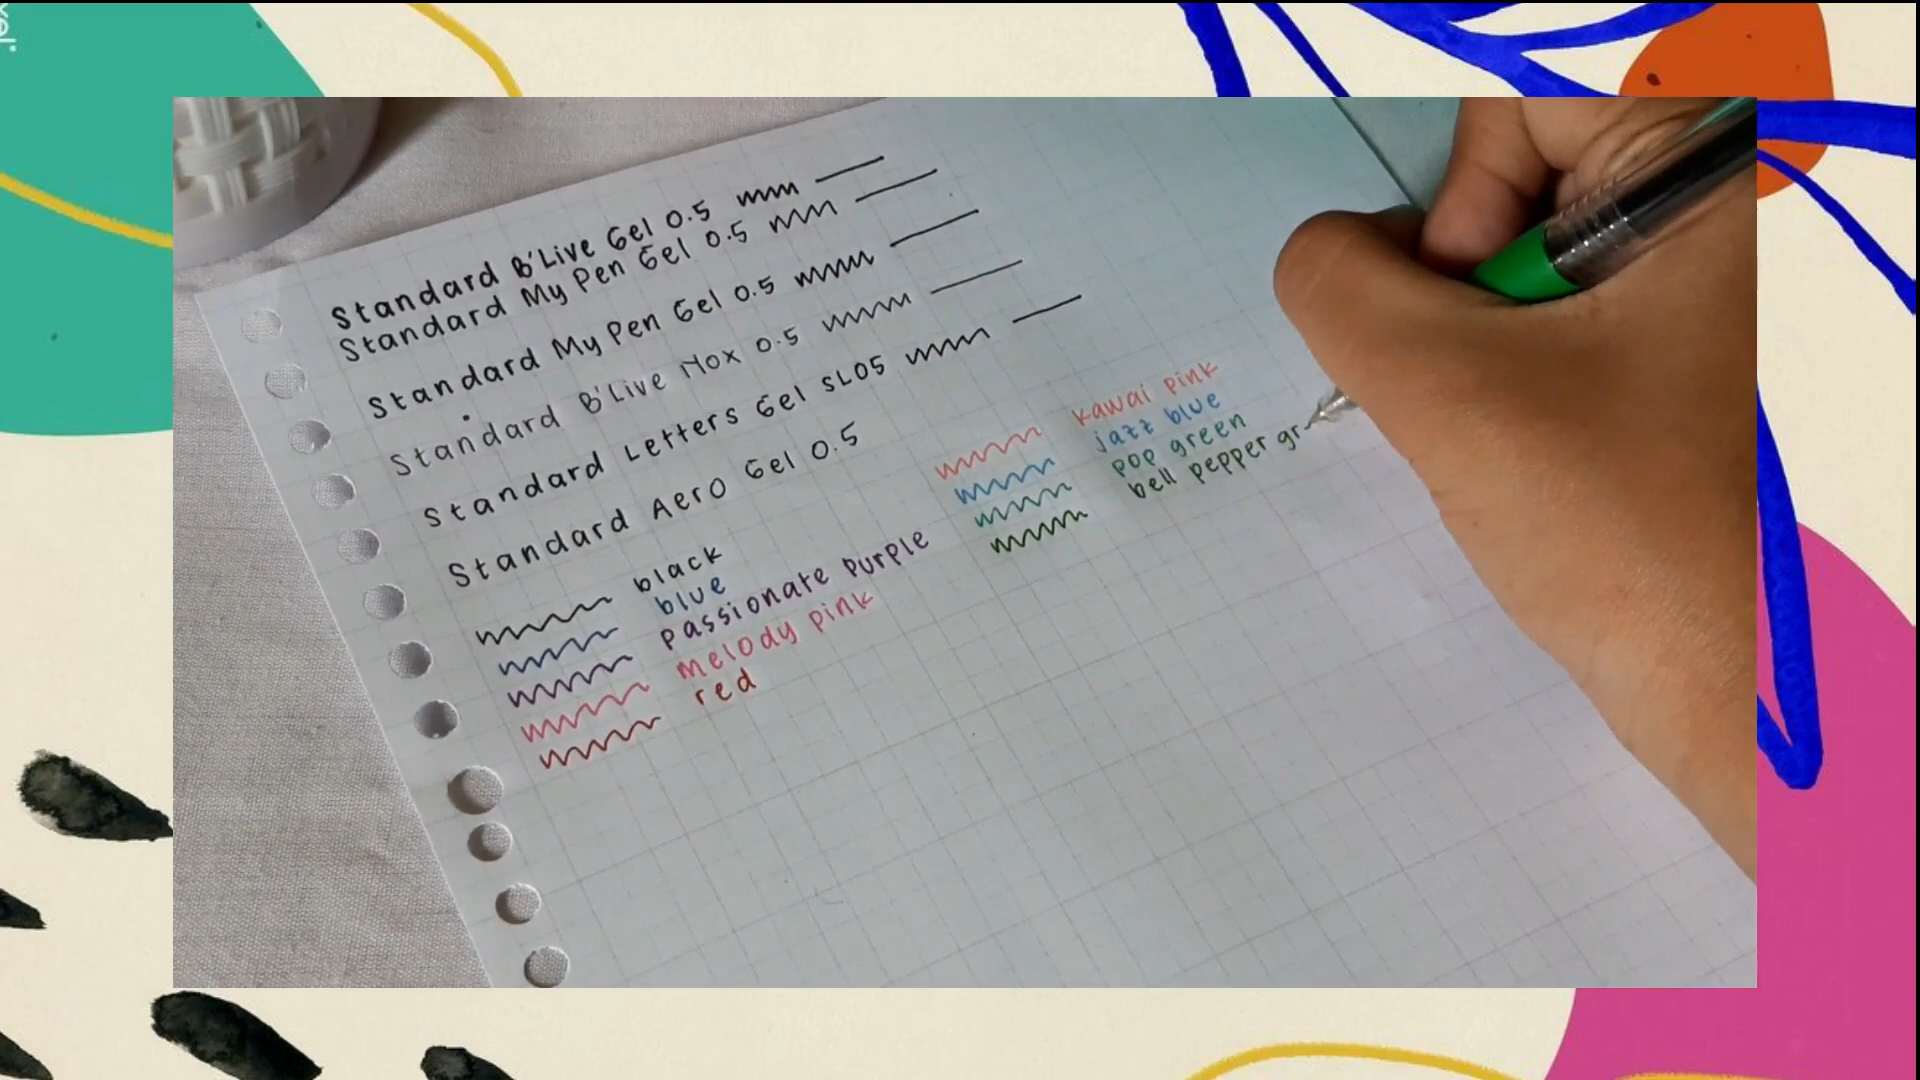 Standard B'Live Gel 0.5
Standard My Pen Gel 0.5
Standard My Pen Gel 0.5
Standard B'Live Nox 0.5
Standard Letters Gel SL05
Standard Aero Gel 0.5
black
blue
passionate purple
melody pink
red
kawai pink
jazz blue
pop green
bell pepper gr